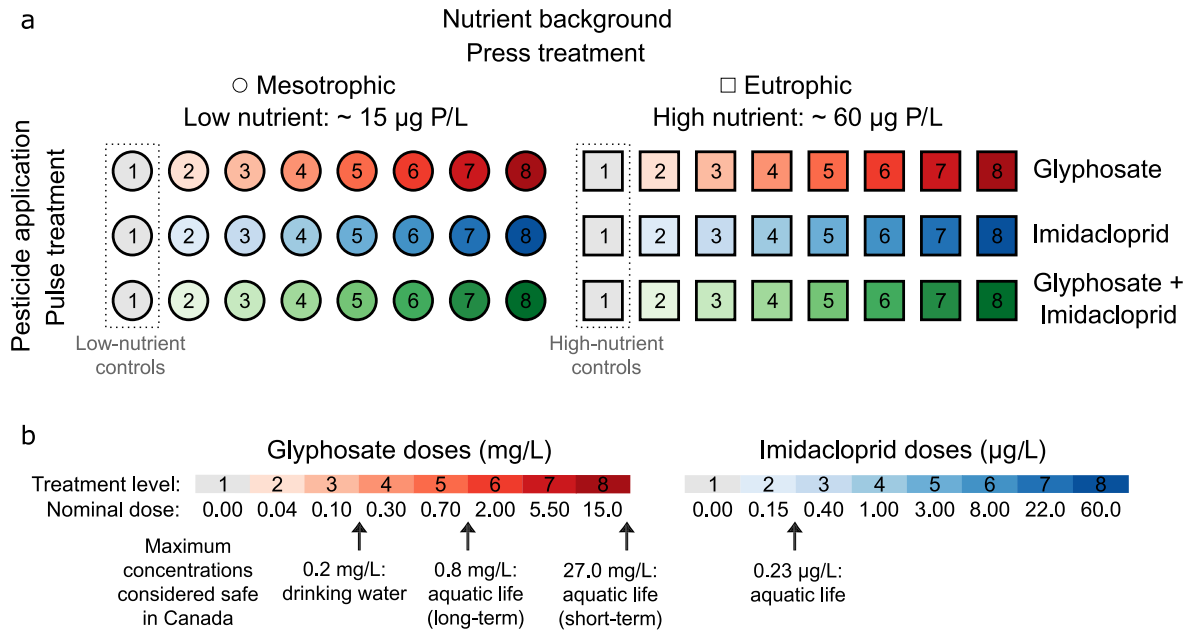 a
Nutrient background
Press treatment
○ Mesotrophic
Low nutrient: ~ 15 µg P/L
□ Eutrophic
High nutrient: ~ 60 µg P/L
Pesticide application
Pulse treatment
1 2 3 4 5 6 7 8 1 2 3 4 5 6 7 8 Glyphosate
1 2 3 4 5 6 7 8 1 2 3 4 5 6 7 8 Imidacloprid
1 2 3 4 5 6 7 8 1 2 3 4 5 6 7 8 Glyphosate +
Imidacloprid
Low-nutrient
controls
High-nutrient
controls
b
Glyphosate doses (mg/L)
Treatment level: 1 2 3 4 5 6 7 8
Nominal dose: 0.00 0.04 0.10 0.30 0.70 2.00 5.50 15.0
Maximum
concentrations
considered safe
in Canada
0.2 mg/L:
drinking water
0.8 mg/L:
aquatic life
(long-term)
27.0 mg/L:
aquatic life
(short-term)
Imidacloprid doses (µg/L)
1 2 3 4 5 6 7 8
0.00 0.15 0.40 1.00 3.00 8.00 22.0 60.0
0.23 µg/L:
aquatic life